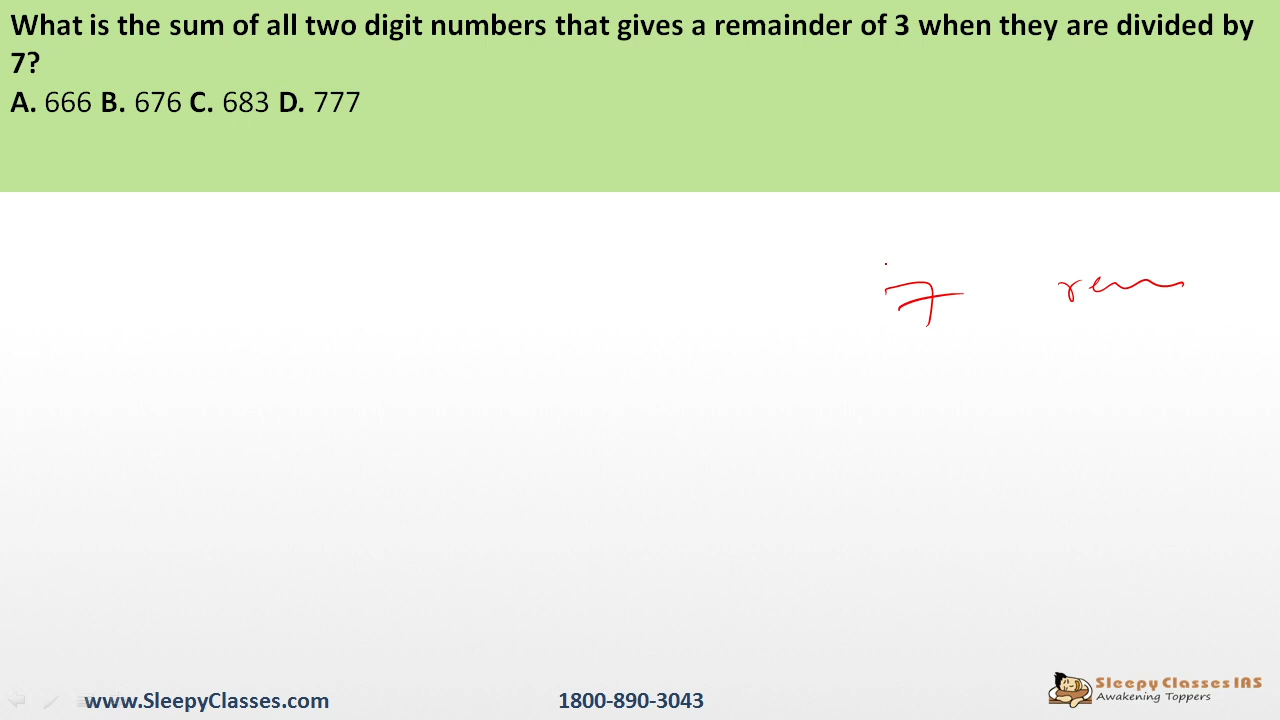 What is the sum of all two digit numbers that gives a remainder of 3 when they are divided by
7?
A. 666 B. 676 C. 683 D. 777
7 rem
www.SleepyClasses.com
1800-890-3043
Sleepy Classes IAS
Awakening Toppers